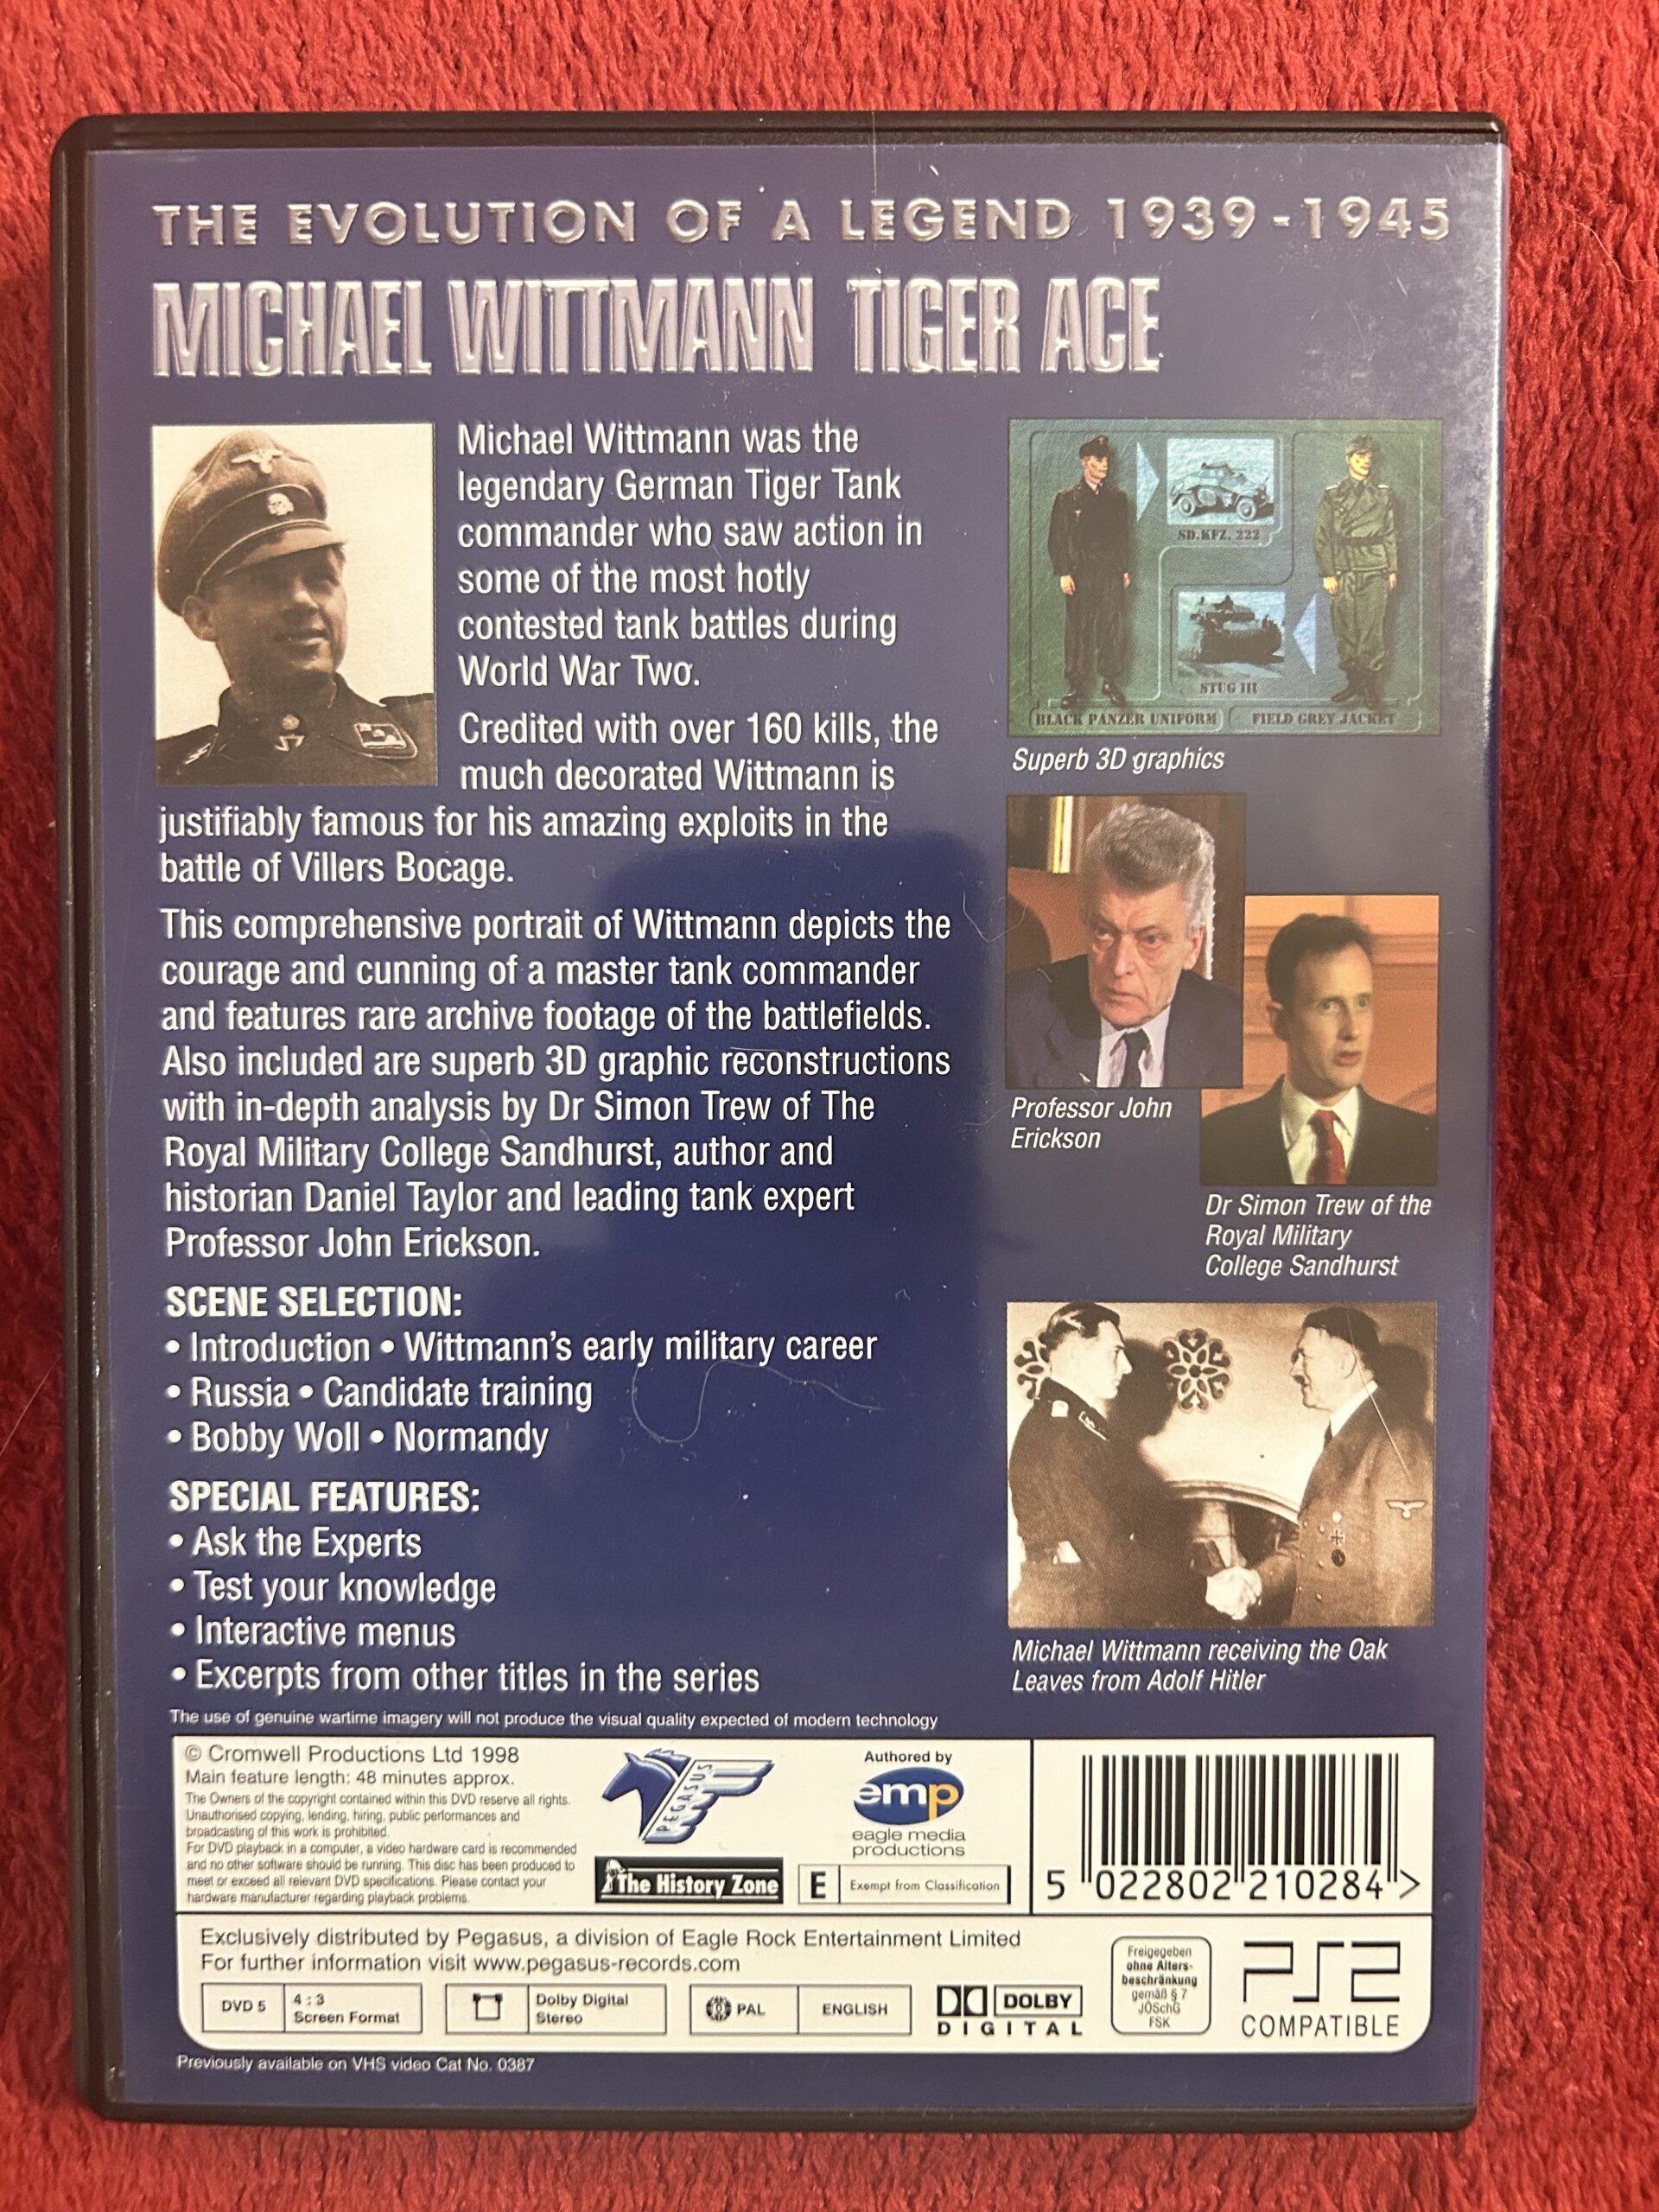 THE EVOLUTION OF A LEGEND 1939-1945
MICHAEL WITTMANN TIGER ACE
Michael Wittmann was the
legendary German Tiger Tank
commander who saw action in
some of the most hotly
contested tank battles during
World War Two.
Credited with over 160 kills, the
much decorated Wittmann is
justifiably famous for his amazing exploits in the
battle of Villers Bocage.
This comprehensive portrait of Wittmann depicts the
courage and cunning of a master tank commander
and features rare archive footage of the battlefields.
Also included are superb 3D graphic reconstructions
with in-depth analysis by Dr Simon Trew of The
Royal Military College Sandhurst, author and
historian Daniel Taylor and leading tank expert
Professor John Erickson.
SCENE SELECTION:
• Introduction • Wittmann's early military career
• Russia • Candidate training
• Bobby Woll • Normandy
SPECIAL FEATURES:
• Ask the Experts
• Test your knowledge
• Interactive menus
• Excerpts from other titles in the series
SD.KFZ. 222
STUG III
BLACK PANZER UNIFORM
FIELD GREY JACKET
Superb 3D graphics
Professor John
Erickson
Dr Simon Trew of the
Royal Military
College Sandhurst
Michael Wittmann receiving the Oak
Leaves from Adolf Hitler
The use of genuine wartime imagery will not produce the visual quality expected of modern technology
© Cromwell Productions Ltd 1998
Main feature length: 48 minutes approx.
The Owners of the copyright contained within this DVD reserve all rights.
Unauthorised copying, lending, hiring, public performances and
broadcasting of this work is prohibited.
For DVD playback in a computer, a video hardware card is recommended
and no other software should be running. This disc has been produced to
meet or exceed all relevant DVD specifications. Please contact your
hardware manufacturer regarding playback problems.
PEGASUS
The History Zone
Authored by
emp
eagle media
productions
E
Exempt from Classification
5 022802 210284 >
Exclusively distributed by Pegasus, a division of Eagle Rock Entertainment Limited
For further information visit www.pegasus-records.com
DVD 5
4:3
Screen Format
Dolby Digital
Stereo
PAL
ENGLISH
DOLBY
DIGITAL
Freigegeben
ohne Alters-
beschränkung
gemäß § 7
JÖSchG
FSK
PS2
COMPATIBLE
Previously available on VHS video Cat No. 0387